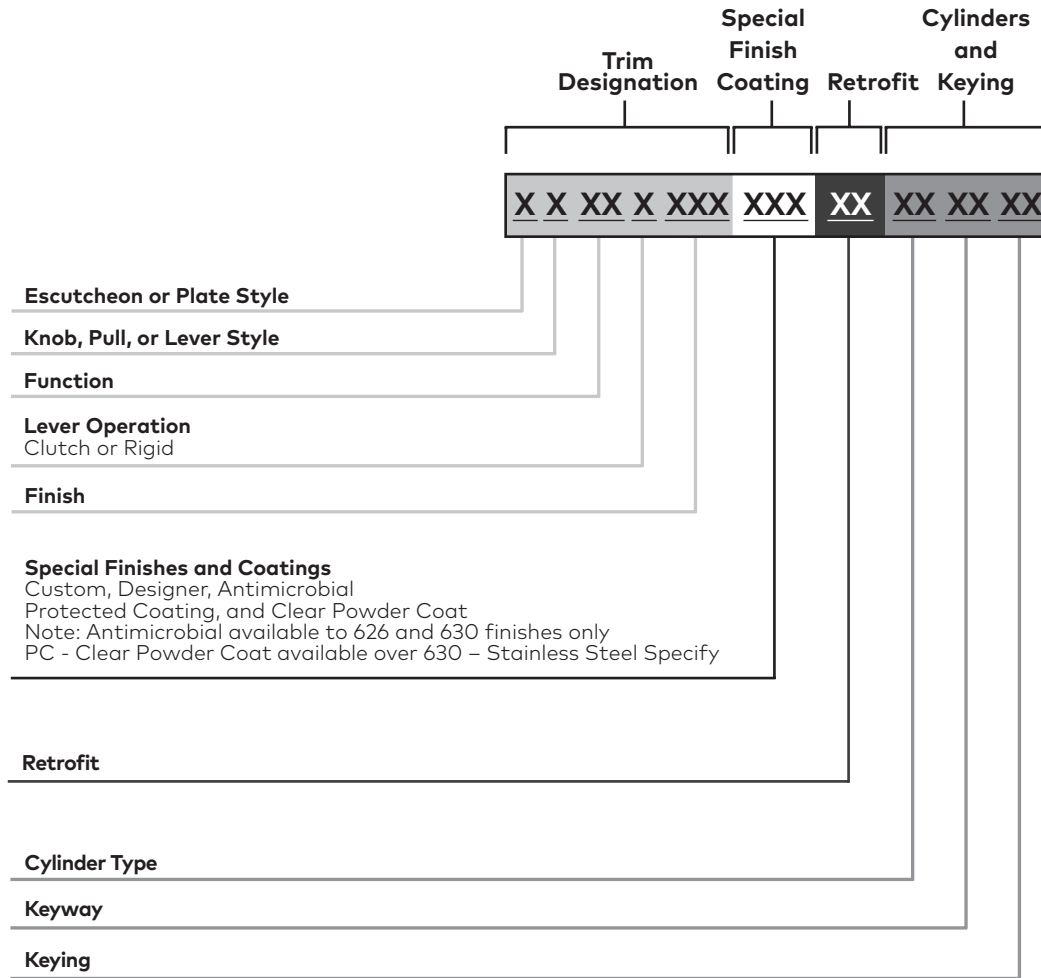 Special
Finish
Coating
Cylinders
and
Keying
Trim
Designation
Retrofit
X X XX X XXX XXX XX XX XX XX
Escutcheon or Plate Style
Knob, Pull, or Lever Style
Function
Lever Operation
Clutch or Rigid
Finish
Special Finishes and Coatings
Custom, Designer, Antimicrobial
Protected Coating, and Clear Powder Coat
Note: Antimicrobial available to 626 and 630 finishes only
PC - Clear Powder Coat available over 630 – Stainless Steel Specify
Retrofit
Cylinder Type
Keyway
Keying